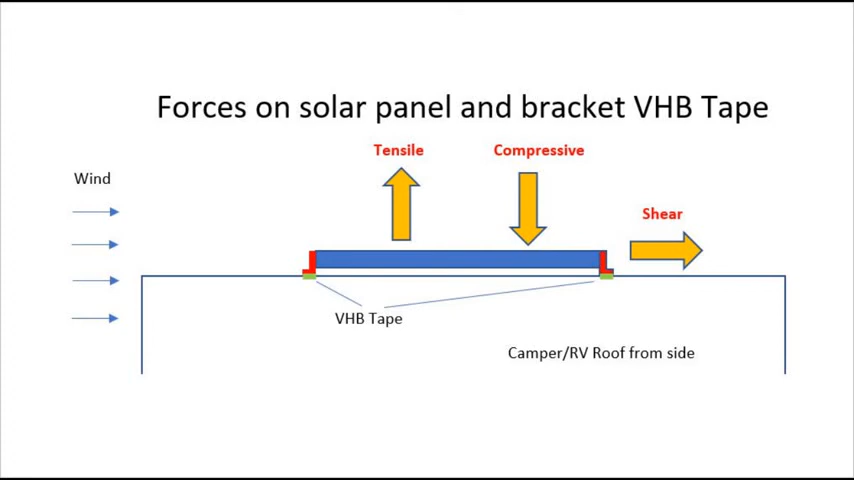 Forces on solar panel and bracket VHB Tape
Tensile
Compressive
Wind
Shear
VHB Tape
Camper/RV Roof from side